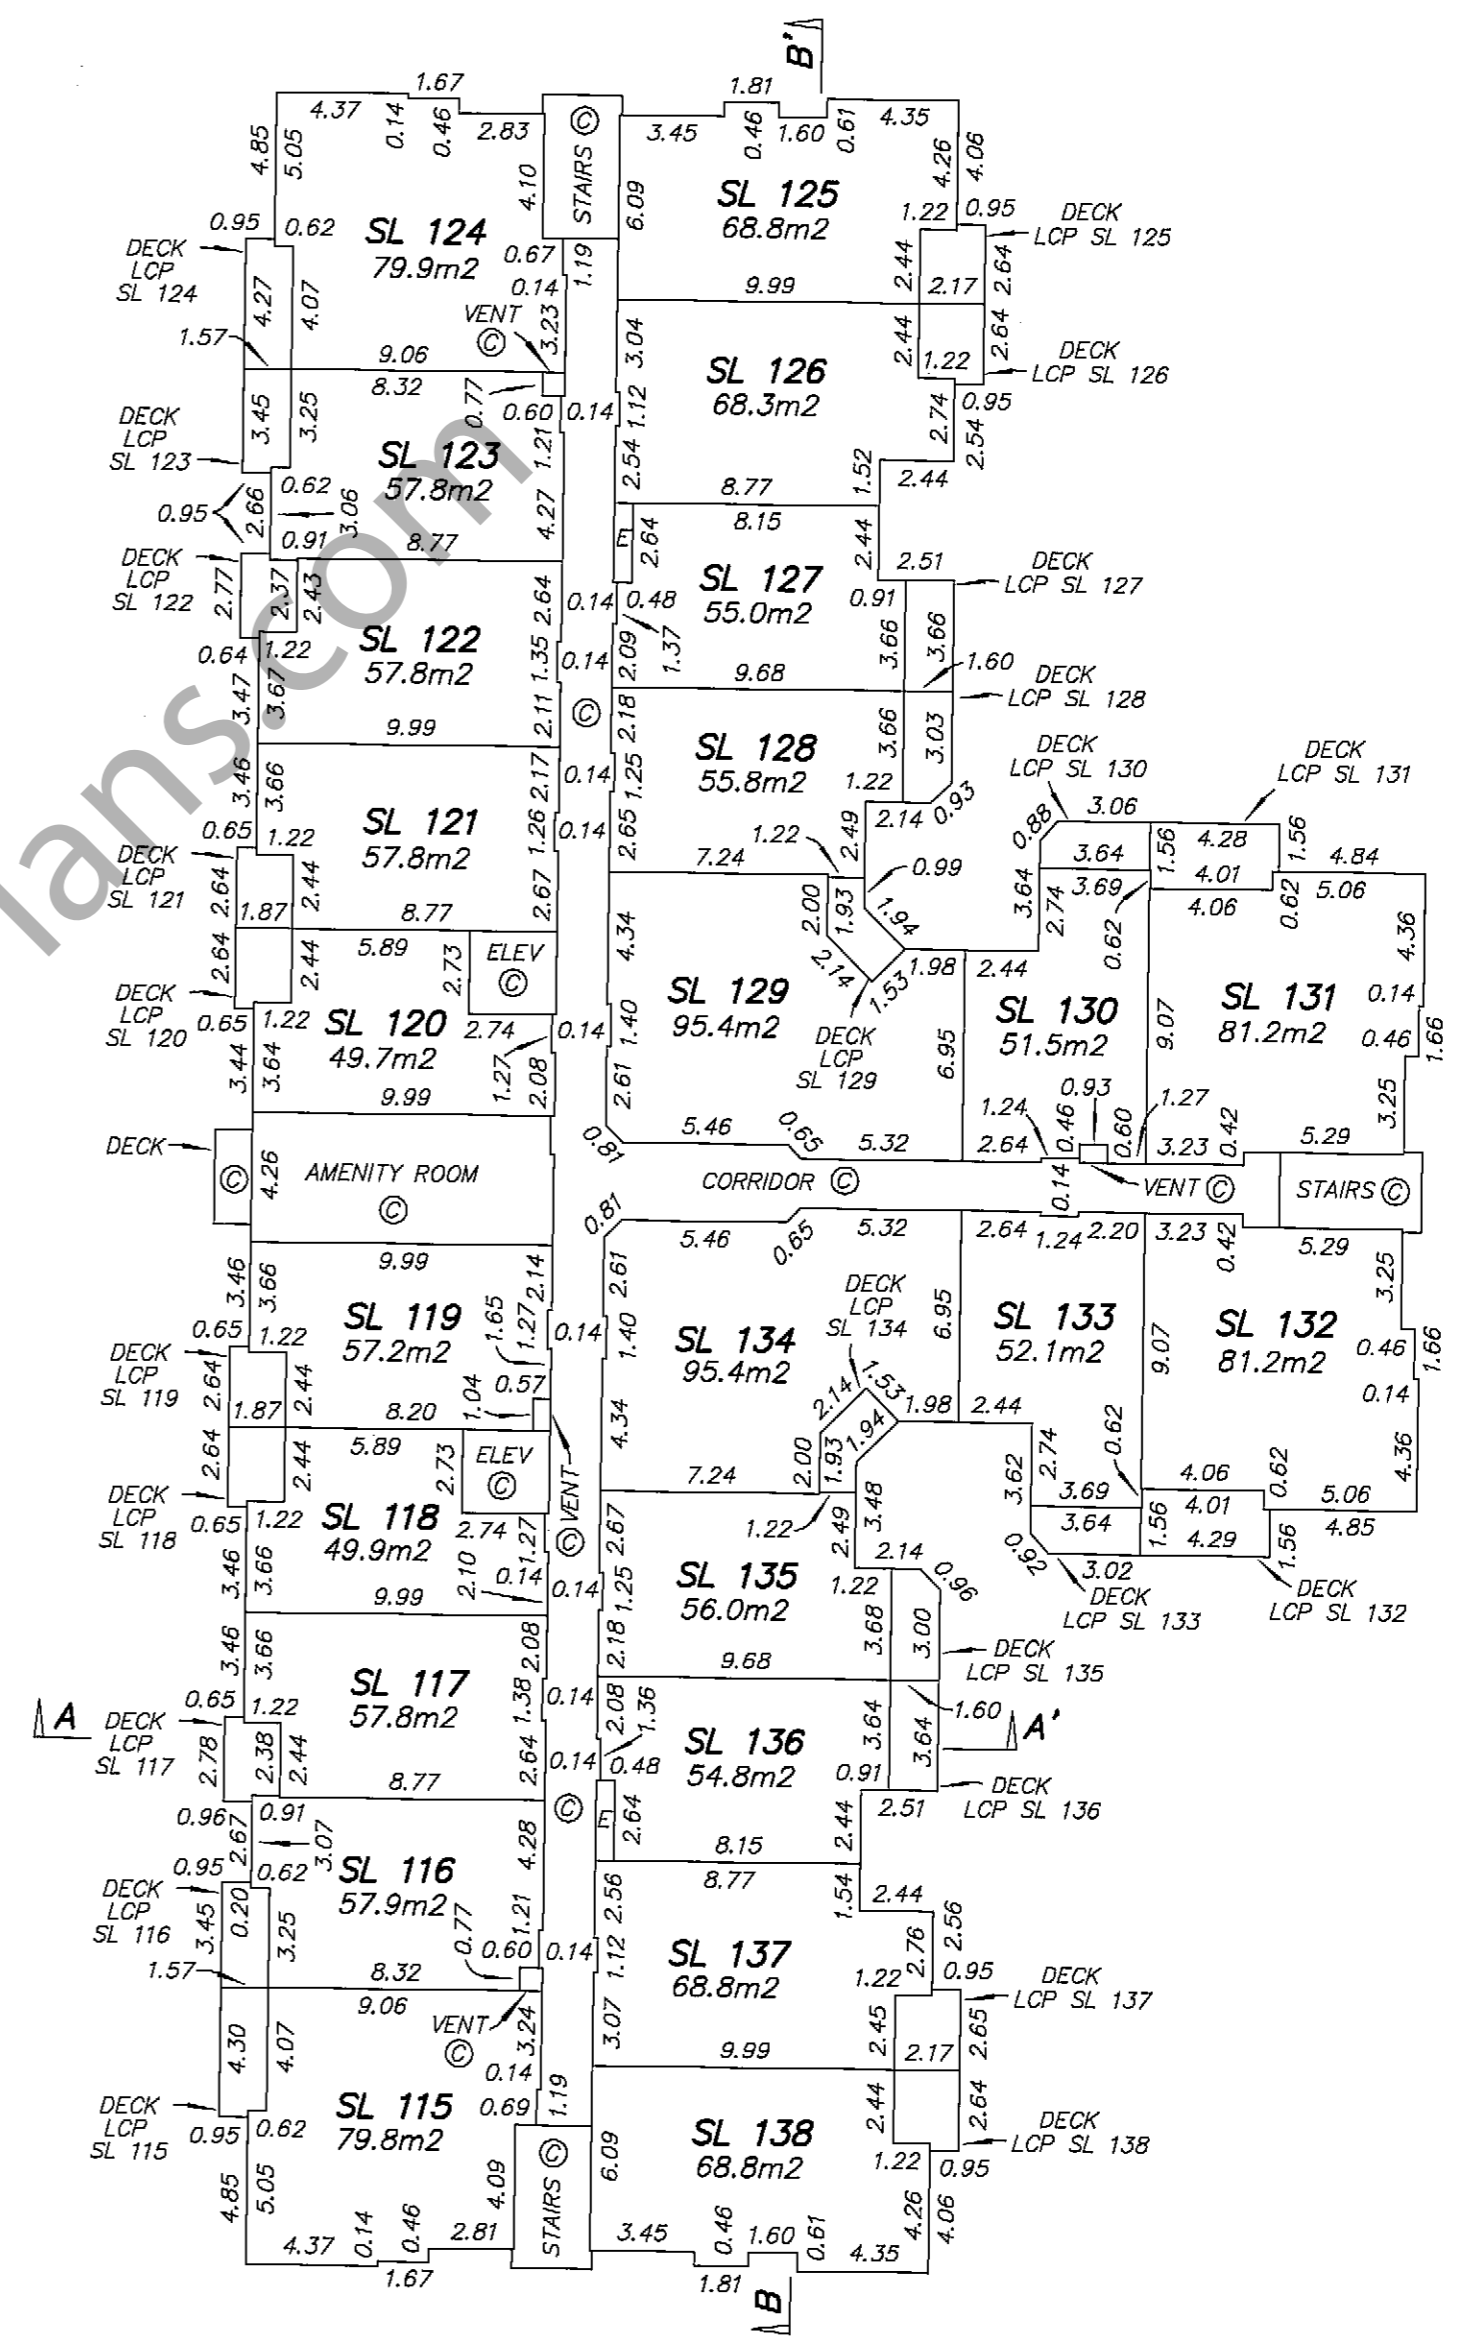 B'
1.67
1.81
4.37
0.14
0.46
2.83
STAIRS ©
3.45
0.46
1.60
0.61
4.35
4.85
5.05
4.10
6.09
4.26
4.06
SL 124
79.9m2
SL 125
68.8m2
0.95
0.62
DECK
LCP
SL 124
4.27
4.07
0.67
0.14
1.19
1.22
0.95
DECK
LCP SL 125
2.44
2.64
2.17
9.99
VENT
©
3.23
1.57
9.06
8.32
0.77
0.60
0.14
3.04
1.12
2.54
SL 126
68.3m2
2.44
2.64
1.22
DECK
LCP SL 126
0.95
2.74
2.54
1.52
2.44
DECK
LCP
SL 123
3.45
3.25
SL 123
57.8m2
1.21
4.27
0.62
0.95
2.66
3.06
0.91
8.77
8.77
8.15
E
2.64
2.44
2.51
DECK
LCP SL 127
DECK
LCP
SL 122
2.77
2.37
2.43
2.64
0.14
0.48
1.37
SL 127
55.0m2
0.91
3.66
3.66
0.64
1.22
SL 122
57.8m2
1.35
0.14
2.09
3.47
3.67
2.11
9.68
1.60
DECK
LCP SL 128
©
9.99
2.18
SL 128
55.8m2
3.66
3.03
3.46
3.66
2.17
0.14
1.25
1.22
0.93
2.14
SL 121
57.8m2
1.26
0.14
2.65
2.49
0.65
1.22
DECK
LCP
SL 121
2.64
2.44
2.67
1.87
8.77
7.24
1.22
0.99
DECK
LCP SL 130
DECK
LCP SL 131
0.88
3.06
4.28
1.56
1.56
4.84
3.64
3.69
4.01
4.06
0.62
5.06
5.89
2.73
ELEV
©
4.34
2.00
1.93
1.94
2.14
1.53
1.98
2.44
3.64
2.74
0.62
4.36
2.64
2.44
DECK
LCP
SL 120
0.65
1.22
SL 120
49.7m2
2.74
0.14
1.27
2.08
1.40
SL 129
95.4m2
DECK
LCP
SL 129
6.95
SL 130
51.5m2
9.07
SL 131
81.2m2
0.14
0.46
1.66
3.44
3.64
9.99
2.61
0.93
1.24
0.46
0.60
1.27
3.25
0.81
5.46
0.65
5.32
2.64
3.23
0.42
5.29
DECK
©
4.26
AMENITY ROOM
©
CORRIDOR ©
0.14
VENT ©
STAIRS ©
9.99
0.81
5.46
0.65
5.32
2.64
1.24
2.20
3.23
0.42
5.29
3.46
3.66
2.14
2.61
DECK
LCP
SL 134
6.95
3.25
0.65
1.22
SL 119
57.2m2
1.65
1.27
0.14
1.40
SL 134
95.4m2
SL 133
52.1m2
9.07
SL 132
81.2m2
0.46
1.66
0.14
DECK
LCP
SL 119
2.64
2.44
1.04
0.57
1.87
8.20
4.34
2.14
1.53
1.94
1.98
2.44
0.62
4.36
5.89
2.73
ELEV
©
VENT
©
7.24
2.00
1.93
3.62
2.74
3.69
3.64
4.06
4.01
0.62
5.06
4.85
2.64
2.44
DECK
LCP
SL 118
0.65
1.22
SL 118
49.9m2
2.74
1.27
1.22
2.49
3.48
2.67
1.56
4.29
1.56
0.92
3.02
3.46
3.66
2.10
0.14
0.14
1.25
SL 135
56.0m2
2.14
1.22
0.96
DECK
LCP SL 133
DECK
LCP SL 132
9.99
2.18
3.68
3.00
DECK
LCP SL 135
3.46
3.66
2.08
9.68
1.60
SL 117
57.8m2
1.38
0.14
2.08
1.36
3.64
3.64
A
A'
0.65
1.22
DECK
LCP
SL 117
2.78
2.38
2.44
2.64
0.14
0.48
SL 136
54.8m2
0.91
DECK
LCP SL 136
8.77
2.51
0.96
0.91
©
E
2.64
2.44
2.67
3.07
4.28
8.15
8.77
0.95
0.62
SL 116
57.9m2
1.54
2.44
DECK
LCP
SL 116
3.45
0.20
3.25
1.21
2.56
2.76
2.56
0.77
0.60
0.14
1.12
SL 137
68.8m2
1.22
0.95
DECK
LCP SL 137
1.57
8.32
9.06
VENT
©
3.24
3.07
2.45
2.65
2.17
9.99
4.30
4.07
0.14
0.69
1.19
2.44
2.64
DECK
LCP
SL 115
0.95
0.62
SL 115
79.8m2
SL 138
68.8m2
1.22
0.95
DECK
LCP SL 138
4.85
5.05
4.09
STAIRS ©
6.09
4.26
4.06
4.37
0.14
0.46
2.81
3.45
0.46
1.60
0.61
4.35
1.67
1.81
B
lans.com